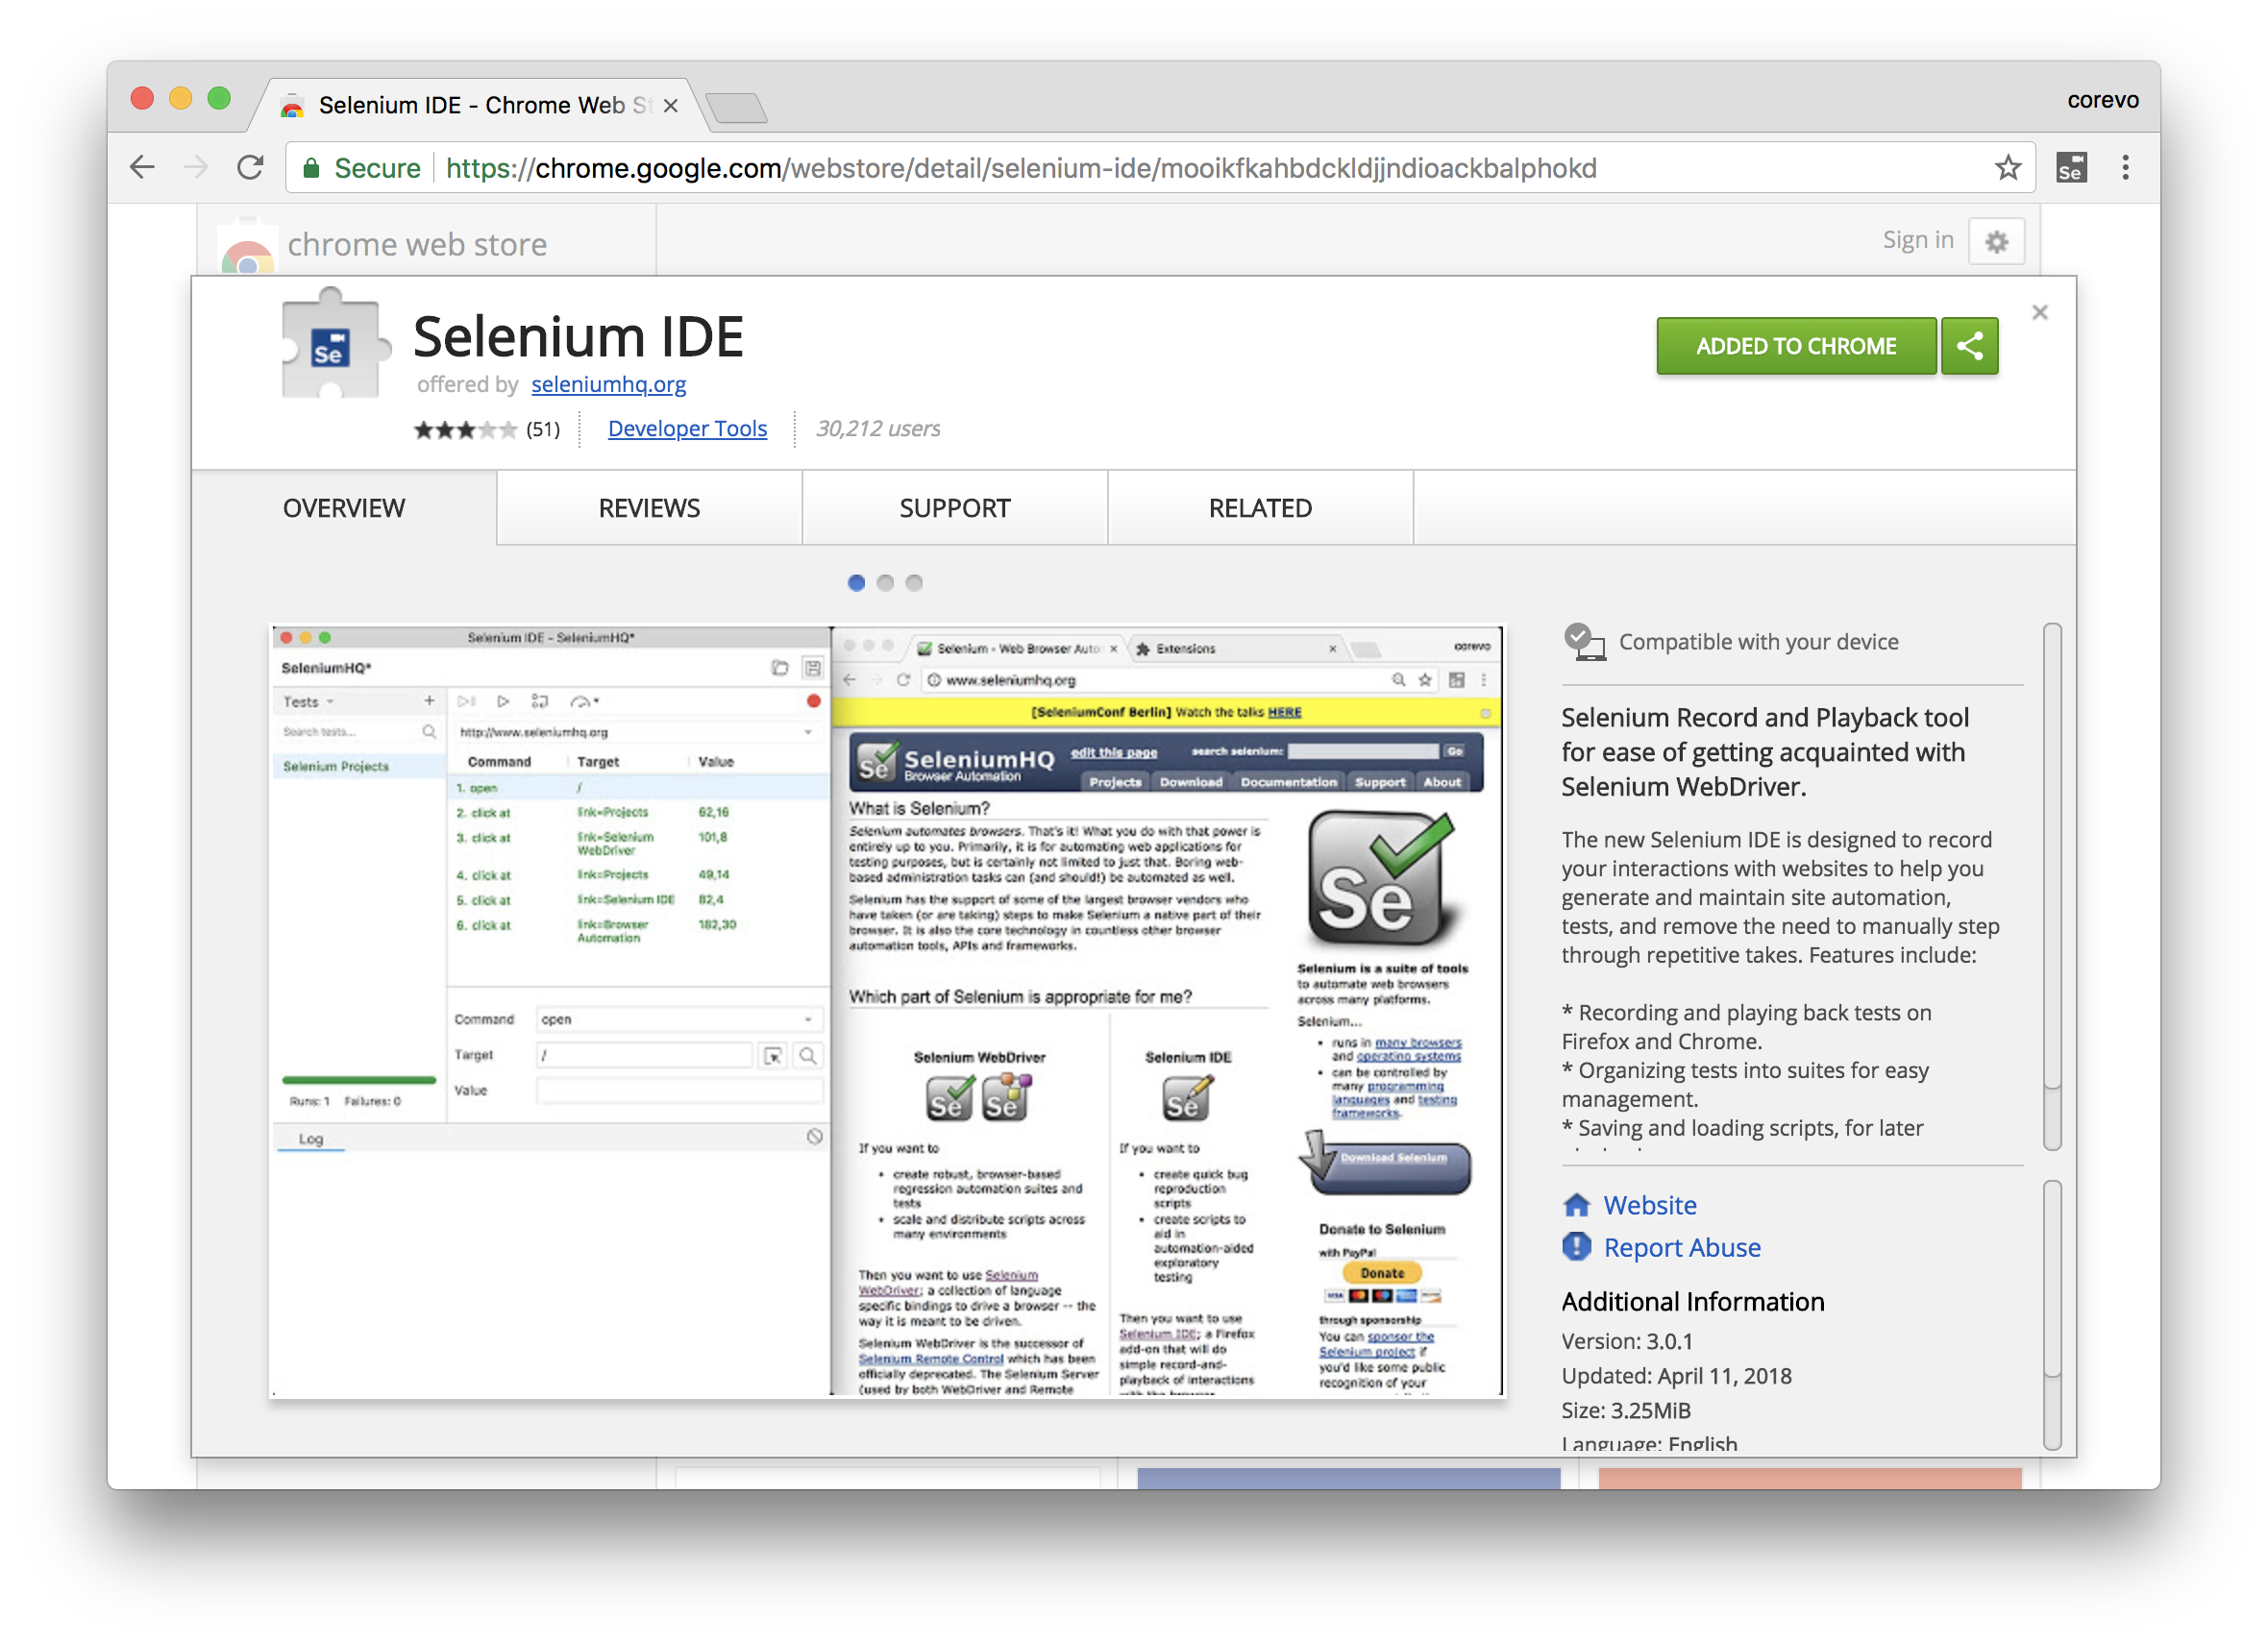 Selenium IDE - Chrome Web St
corevo
Secure
https://chrome.google.com/webstore/detail/selenium-ide/mooikfkahbdckldjjndioackbalphokd
Se
chrome web store
Sign in
Se
Selenium IDE
offered by seleniumhq.org
(51)
Developer Tools
30,212 users
ADDED TO CHROME
OVERVIEW
REVIEWS
SUPPORT
RELATED
Selenium IDE - SeleniumHQ*
SeleniumHQ*
Tests
Search tests...
Selenium Projects
http://www.seleniumhq.org
Command Target Value
1. open /
2. click at link=Projects 62,16
3. click at link=Selenium WebDriver 101,8
4. click at link=Projects 49,14
5. click at link=Selenium IDE 82,4
6. click at link=Browser Automation 182,30
Command open
Target /
Value
Runs: 1 Failures: 0
Log
Selenium - Web Browser Auto
Extensions
corevo
www.seleniumhq.org
[SeleniumConf Berlin] Watch the talks HERE
Se
SeleniumHQ
Browser Automation
edit this page
search selenium:
Go
Projects
Download
Documentation
Support
About
What is Selenium?
Selenium automates browsers. That's it! What you do with that power is
entirely up to you. Primarily, it is for automating web applications for
testing purposes, but is certainly not limited to just that. Boring web-
based administration tasks can (and should!) be automated as well.
Selenium has the support of some of the largest browser vendors who
have taken (or are taking) steps to make Selenium a native part of their
browser. It is also the core technology in countless other browser
automation tools, APIs and frameworks.
Which part of Selenium is appropriate for me?
Selenium WebDriver
Se
Se
If you want to
create robust, browser-based
regression automation suites and
tests
scale and distribute scripts across
many environments
Then you want to use Selenium
WebDriver; a collection of language
specific bindings to drive a browser -- the
way it is meant to be driven.
Selenium WebDriver is the successor of
Selenium Remote Control which has been
officially deprecated. The Selenium Server
(used by both WebDriver and Remote
Selenium IDE
Se
If you want to
create quick bug
reproduction
scripts
create scripts to
aid in
automation-aided
exploratory
testing
Then you want to use
Selenium IDE; a Firefox
add-on that will do
simple record-and-
playback of interactions
with the browser.
Se
Selenium is a suite of tools
to automate web browsers
across many platforms.
Selenium...
runs in many browsers
and operating systems
can be controlled by
many programming
languages and testing
frameworks.
Download Selenium
Donate to Selenium
with PayPal
Donate
VISA
through sponsorship
You can sponsor the
Selenium project if
you'd like some public
recognition of your
Compatible with your device
Selenium Record and Playback tool
for ease of getting acquainted with
Selenium WebDriver.
The new Selenium IDE is designed to record
your interactions with websites to help you
generate and maintain site automation,
tests, and remove the need to manually step
through repetitive takes. Features include:
* Recording and playing back tests on
Firefox and Chrome.
* Organizing tests into suites for easy
management.
* Saving and loading scripts, for later
Website
Report Abuse
Additional Information
Version: 3.0.1
Updated: April 11, 2018
Size: 3.25MiB
Language: English